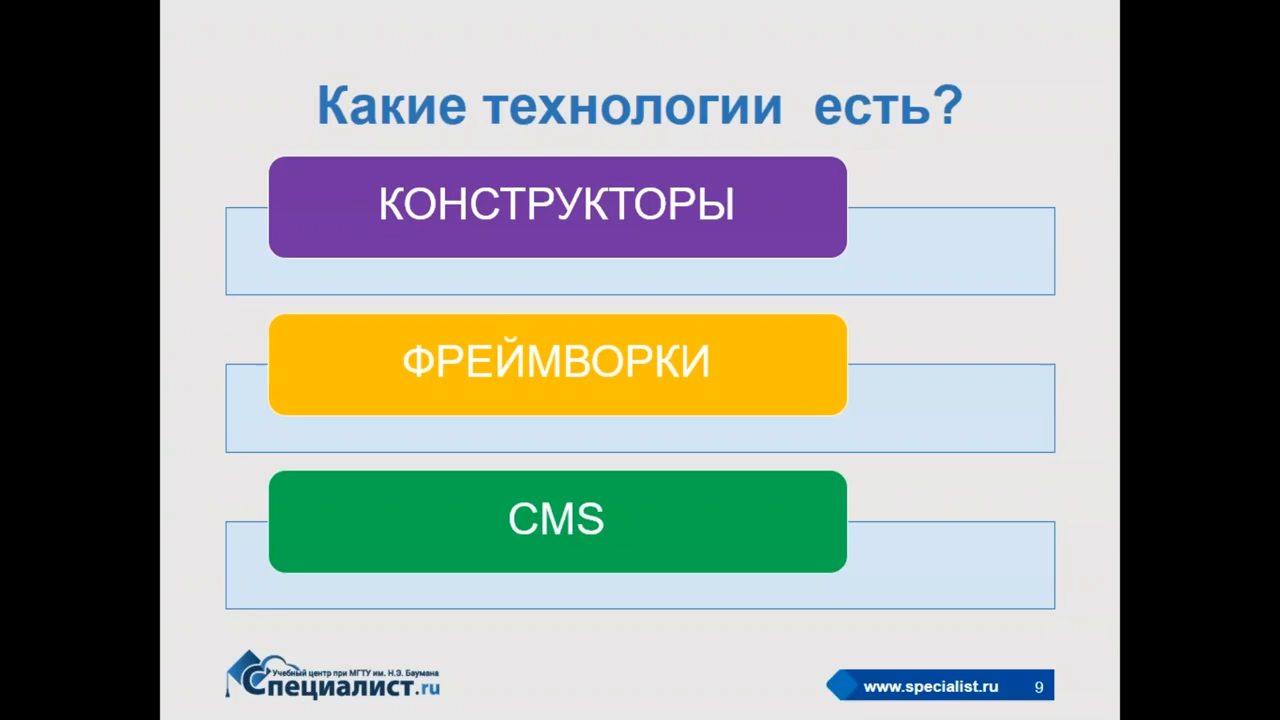 Какие технологии есть?
КОНСТРУКТОРЫ
ФРЕЙМВОРКИ
CMS
Учебный центр при МГТУ им. Н.Э. Баумана
Специалист.ru
www.specialist.ru 9